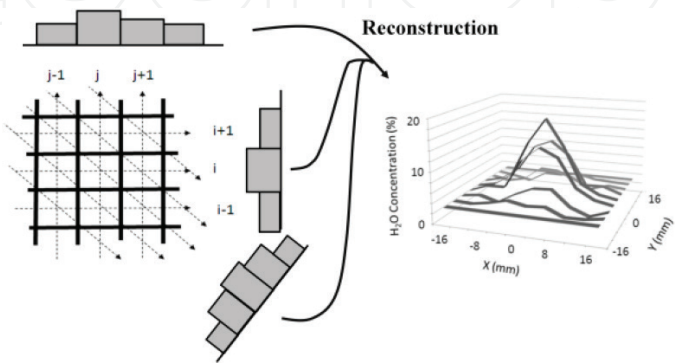 Reconstruction
j-1 j j+1
i+1
i
i-1
H₂O Concentration (%)
20
10
0
-16 -8 0 8 16
X (mm)
-16 0 16
Y (mm)